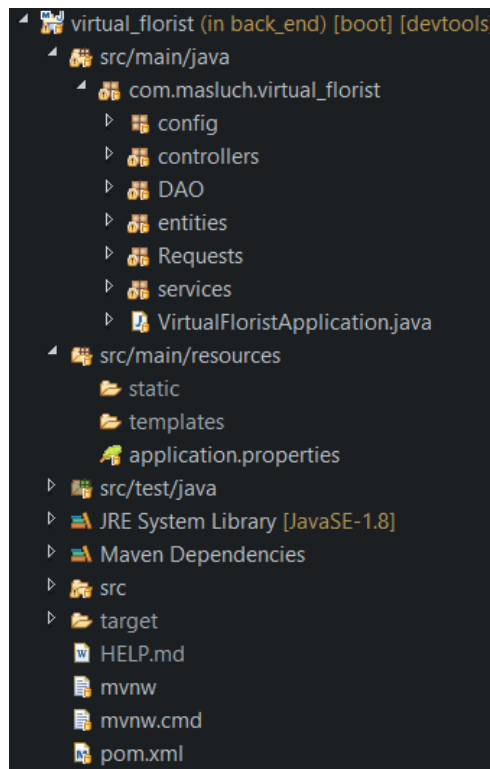 virtual_florist (in back_end) [boot] [devtools
src/main/java
com.masluch.virtual_florist
config
controllers
DAO
entities
Requests
services
VirtualFloristApplication.java
src/main/resources
static
templates
application.properties
src/test/java
JRE System Library [JavaSE-1.8]
Maven Dependencies
src
target
HELP.md
mvnw
mvnw.cmd
pom.xml